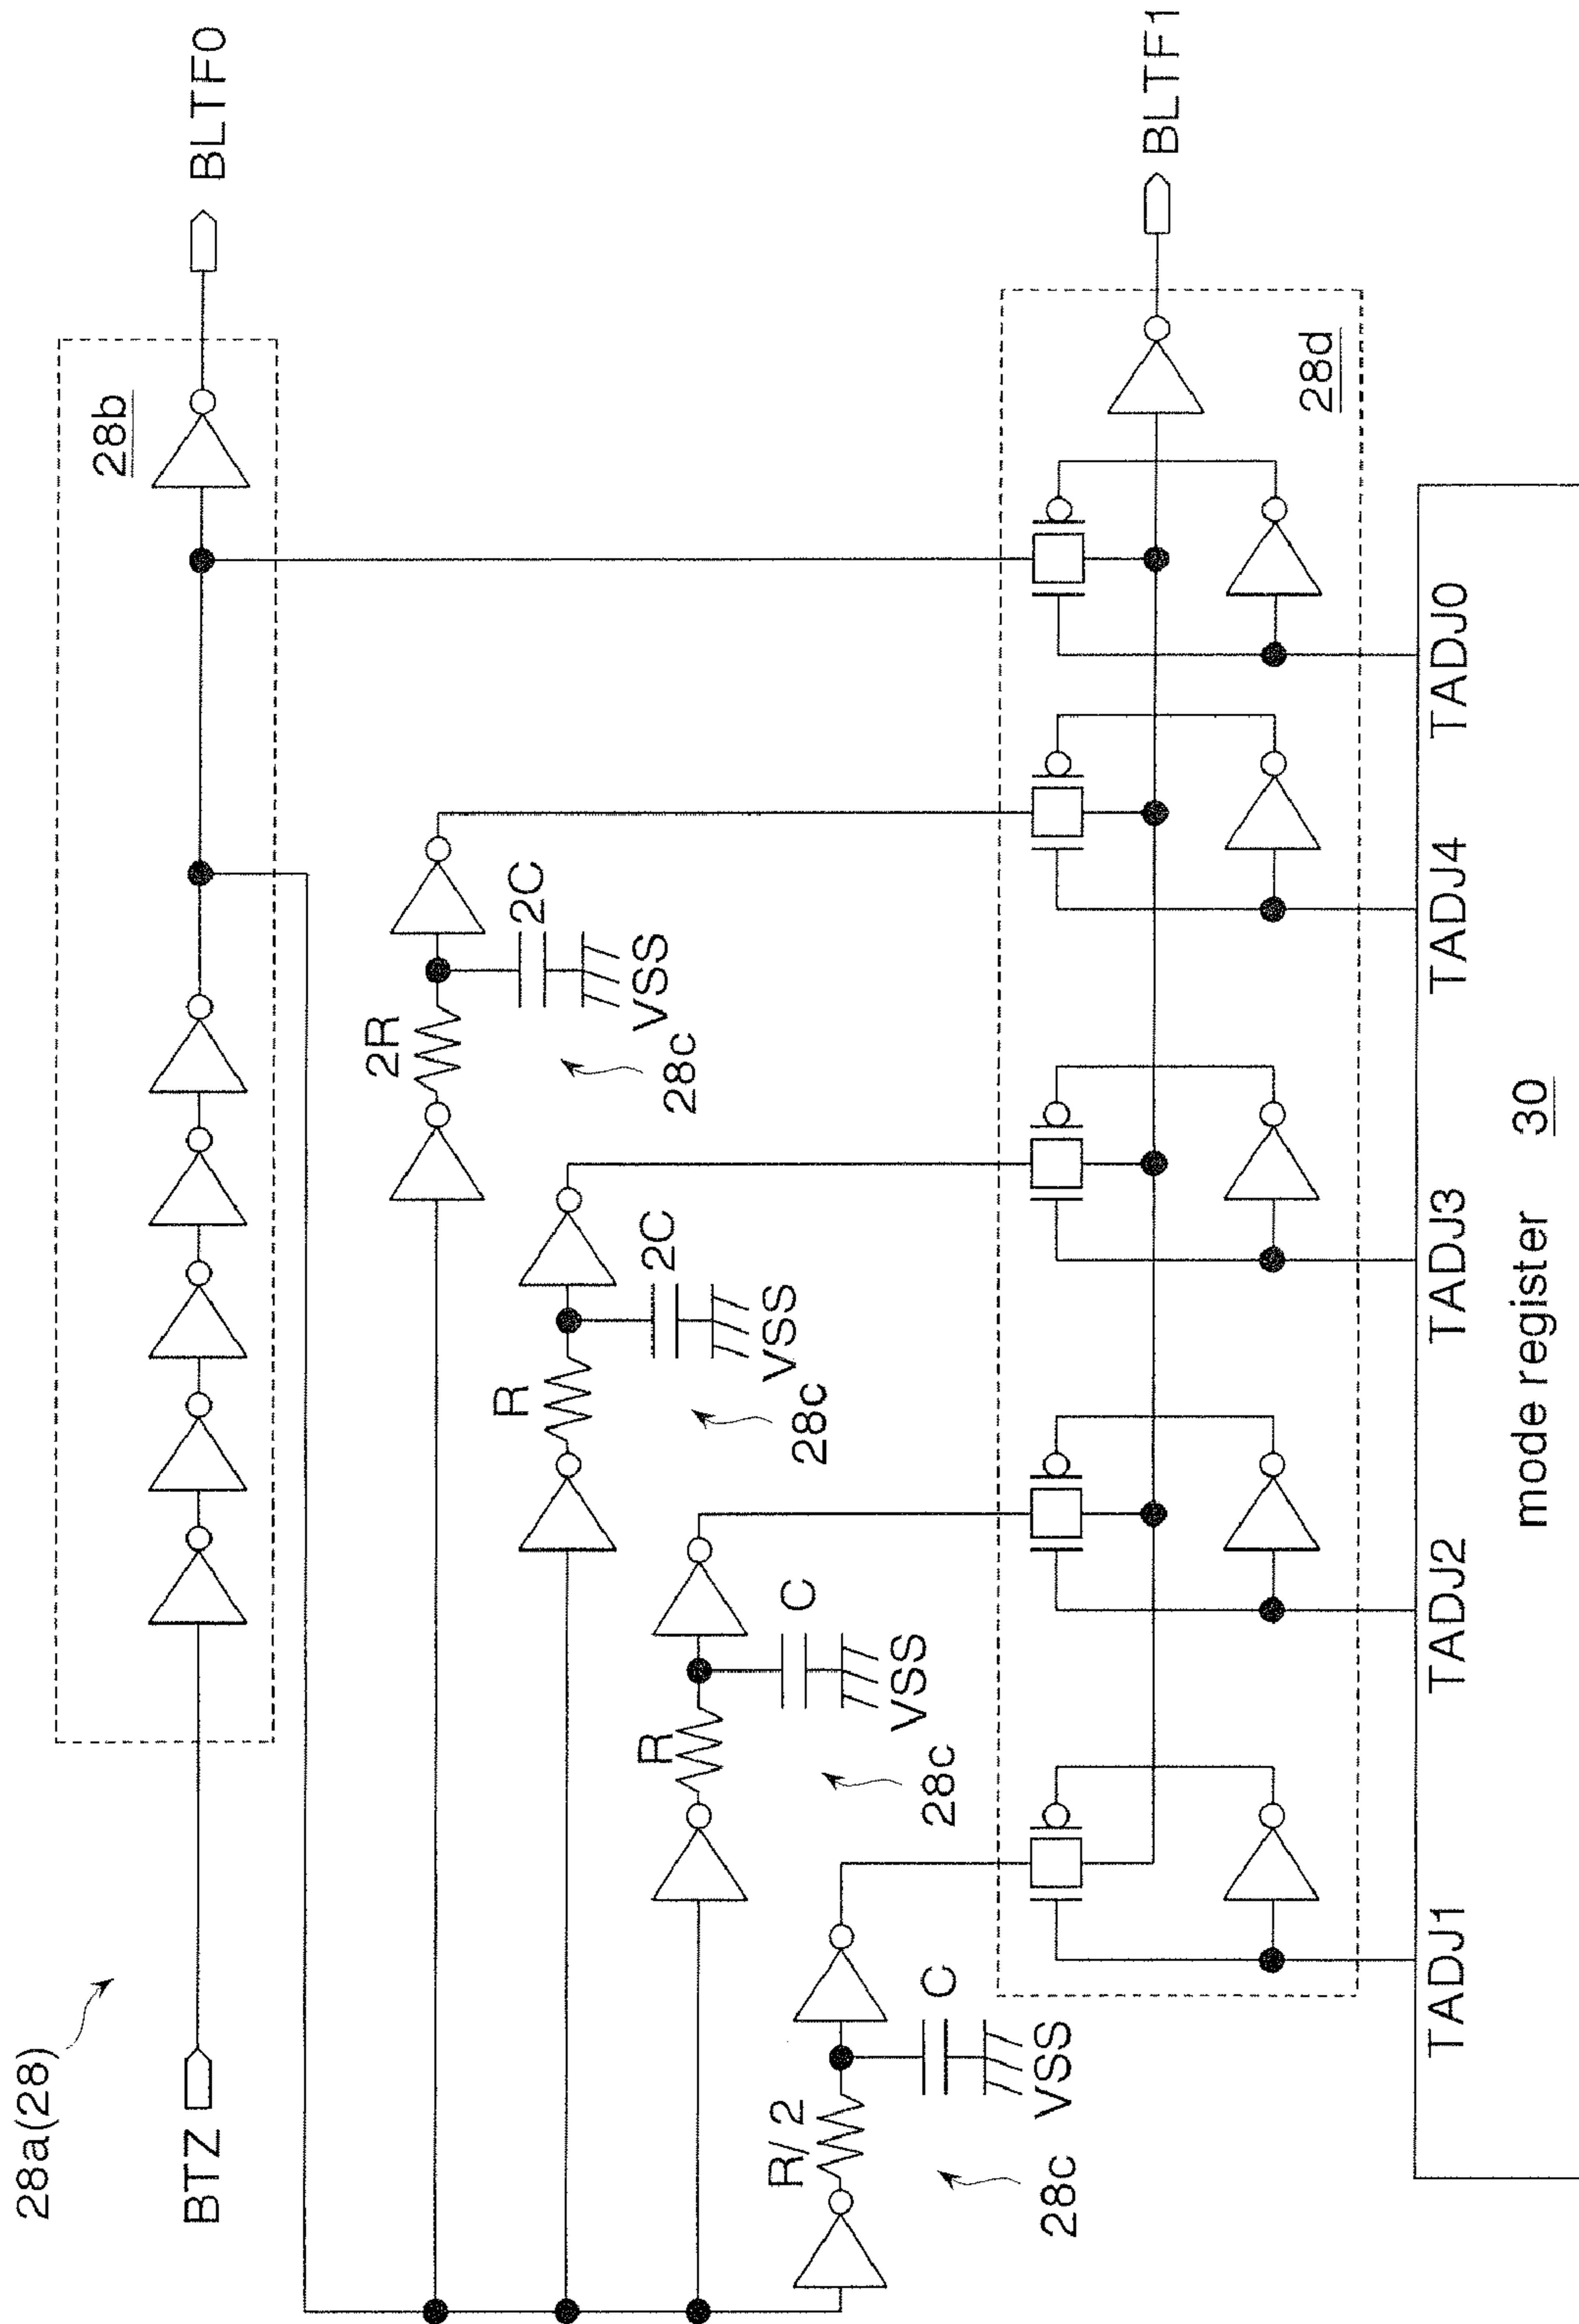 28a(28)
BTZ
28b
BLTF0
2R
2C
VSS
28c
R
2C
VSS
28c
R
C
VSS
28c
R/2
C
VSS
28c
28d
BLTF1
TADJ1
TADJ2
TADJ3
TADJ4
TADJ0
mode register 30